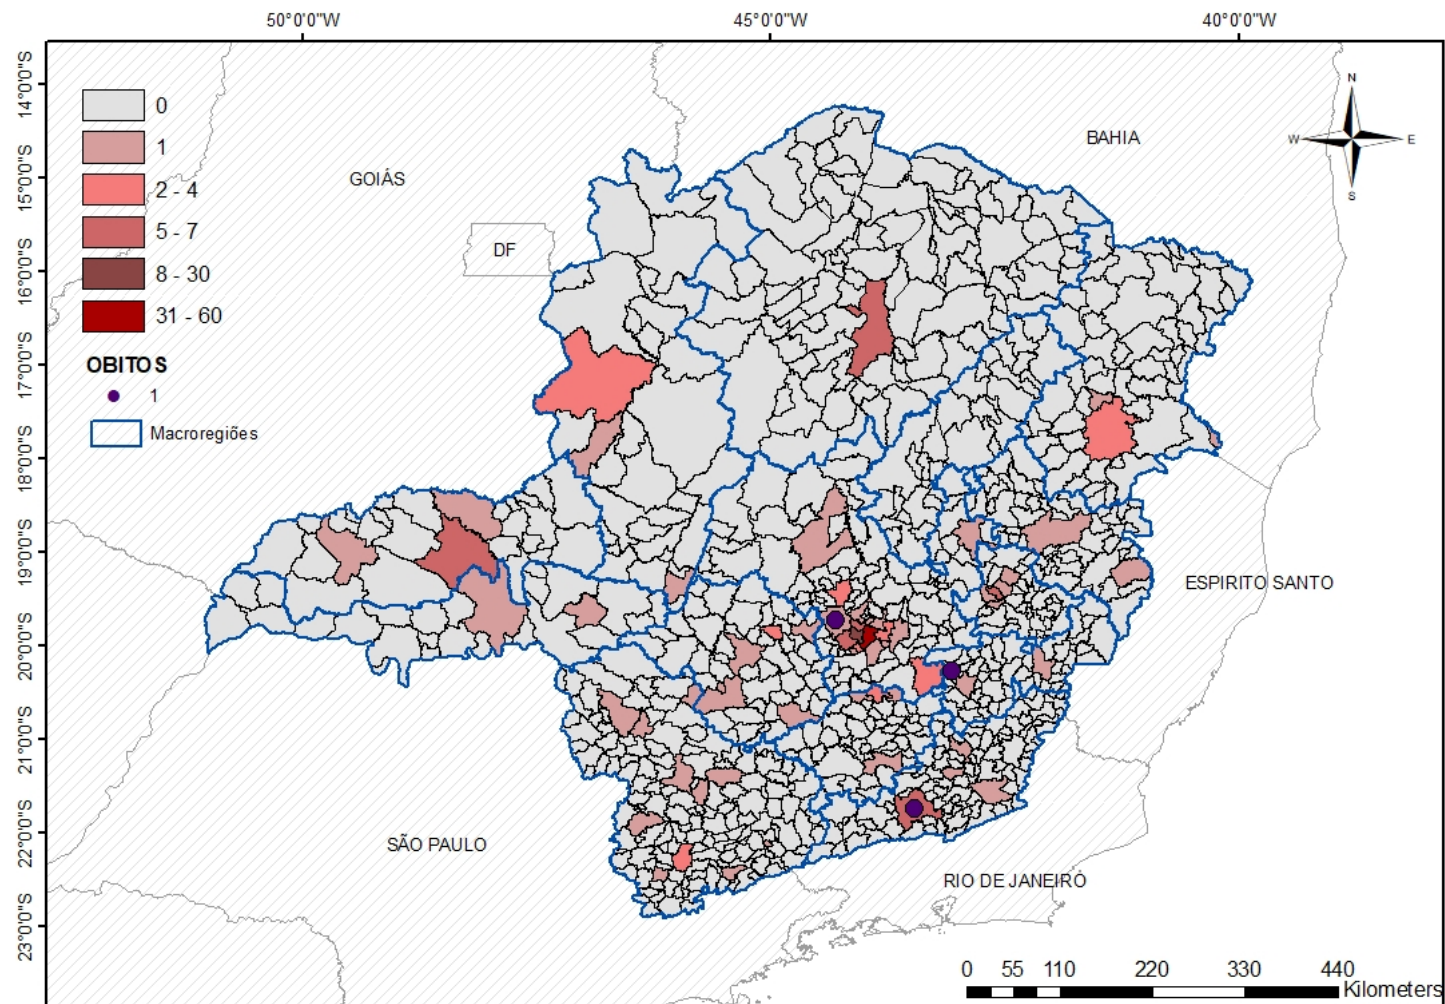 50°0'0"W
45°0'0"W
40°0'0"W
14°0'0"S
15°0'0"S
16°0'0"S
17°0'0"S
18°0'0"S
19°0'0"S
20°0'0"S
21°0'0"S
22°0'0"S
23°0'0"S
0
1
2 - 4
5 - 7
8 - 30
31 - 60
OBITOS
1
Macroregiões
GOIÁS
DF
BAHIA
N
W
E
S
ESPIRITO SANTO
SÃO PAULO
RIO DE JANEIRO
0 55 110 220 330 440
Kilometers